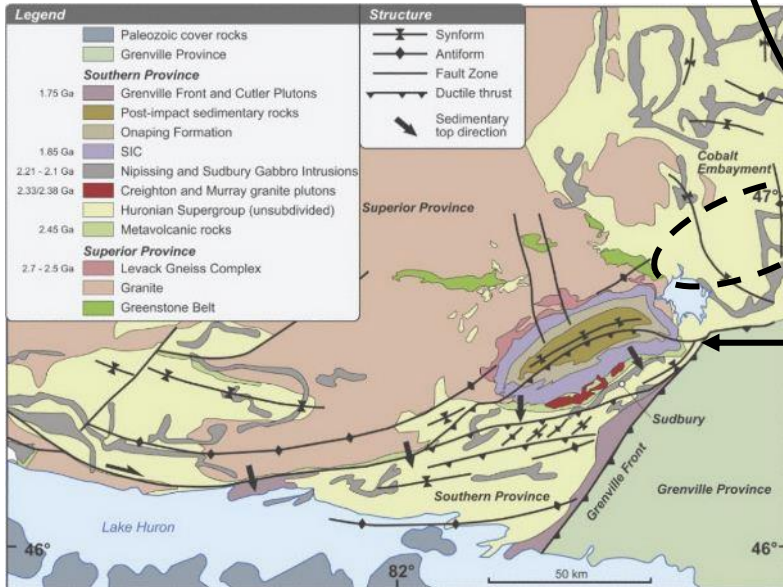 Legend
Paleozoic cover rocks
Grenville Province
Southern Province
1.75 Ga Grenville Front and Cutler Plutons
Post-impact sedimentary rocks
Onaping Formation
1.85 Ga SIC
2.21 - 2.1 Ga Nipissing and Sudbury Gabbro Intrusions
2.33/2.38 Ga Creighton and Murray granite plutons
Huronian Supergroup (unsubdivided)
2.45 Ga Metavolcanic rocks
Superior Province
2.7 - 2.5 Ga Levack Gneiss Complex
Granite
Greenstone Belt
Structure
Synform
Antiform
Fault Zone
Ductile thrust
Sedimentary
top direction
Cobalt
Embayment
47°
Superior Province
Sudbury
Southern Province
Grenville Front
Grenville Province
Lake Huron
46°
82°
46°
50 km